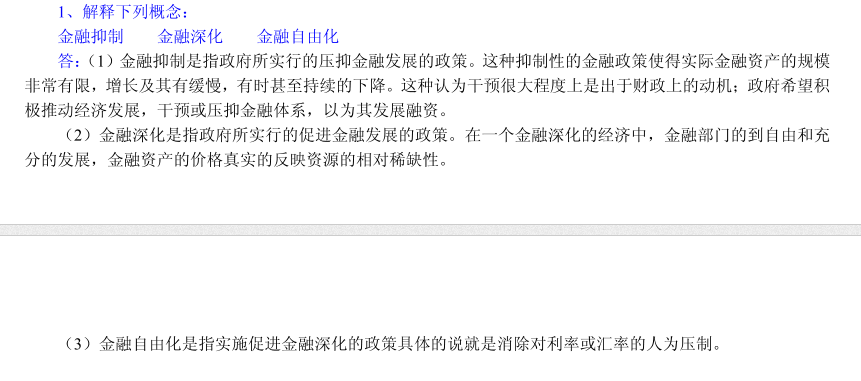 1、解释下列概念：
金融抑制 金融深化 金融自由化
答：（1）金融抑制是指政府所实行的压抑金融发展的政策。这种抑制性的金融政策使得实际金融资产的规模
非常有限，增长及其有缓慢，有时甚至持续的下降。这种认为干预很大程度上是出于财政上的动机；政府希望积
极推动经济发展，干预或压抑金融体系，以为其发展融资。
（2）金融深化是指政府所实行的促进金融发展的政策。在一个金融深化的经济中，金融部门的到自由和充
分的发展，金融资产的价格真实的反映资源的相对稀缺性。
（3）金融自由化是指实施促进金融深化的政策具体的说就是消除对利率或汇率的人为压制。